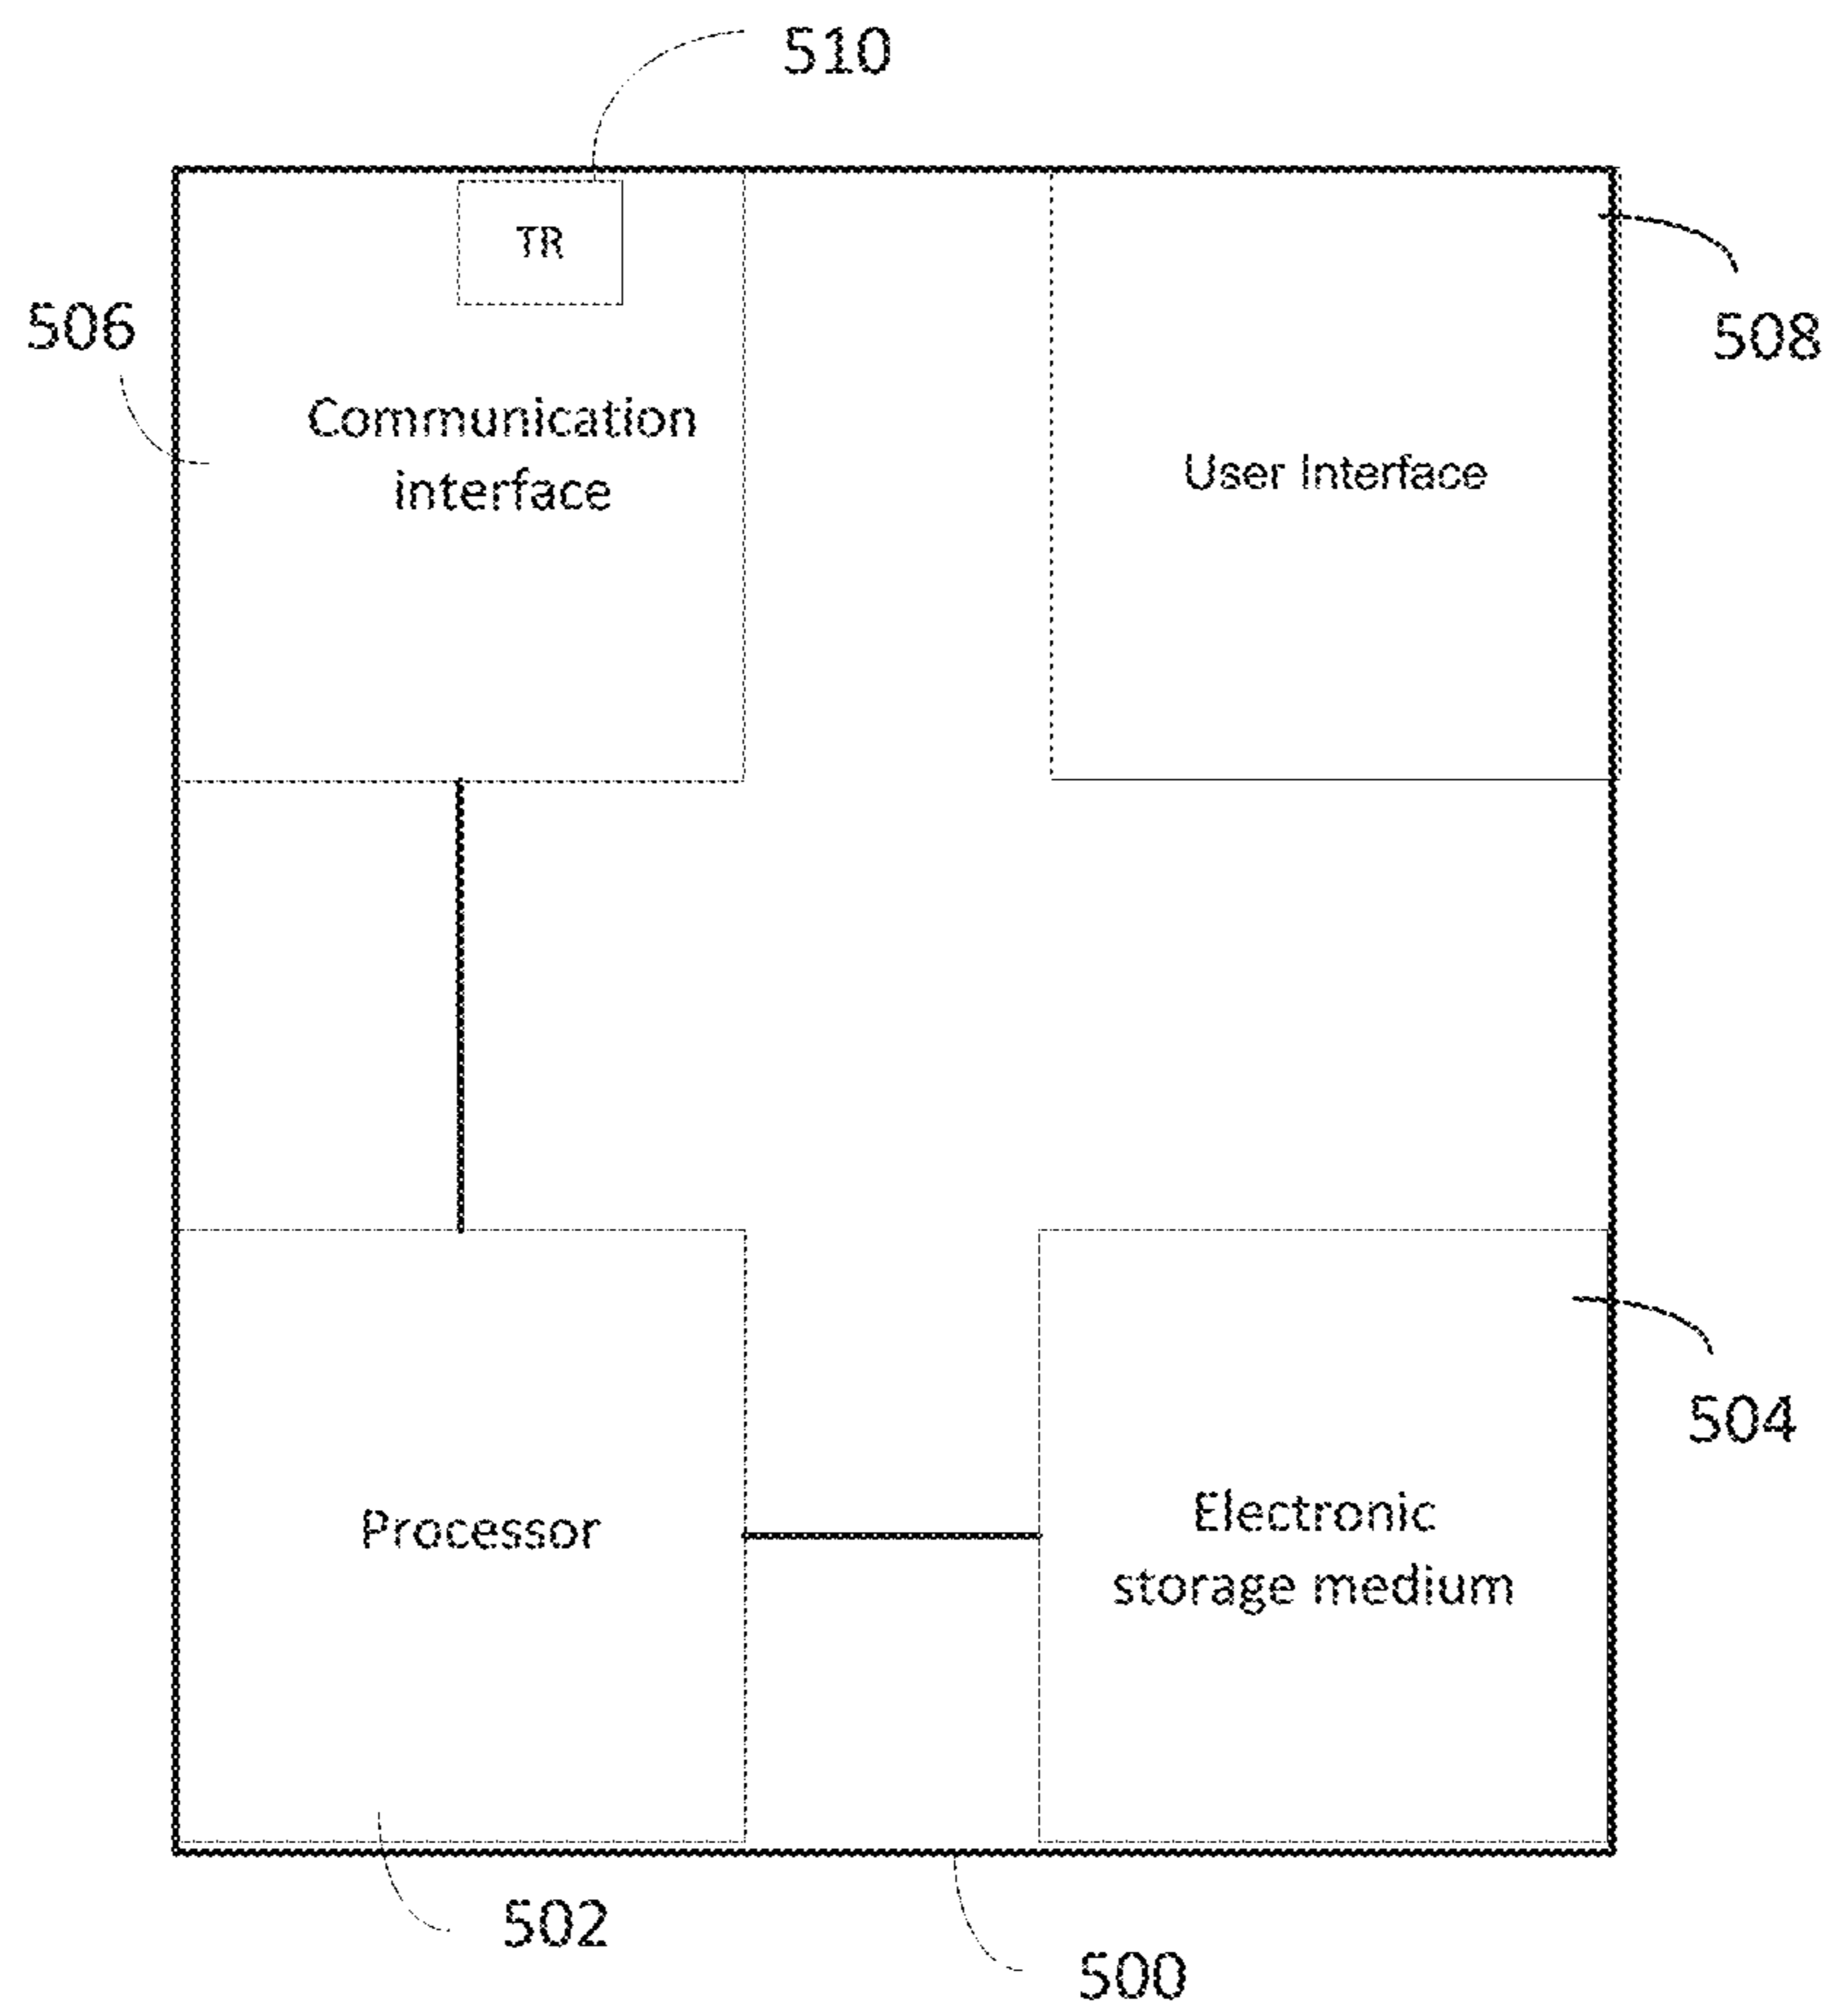 510
TR
506
508
Communication
interface
User Interface
504
Processor
Electronic
storage medium
502
500